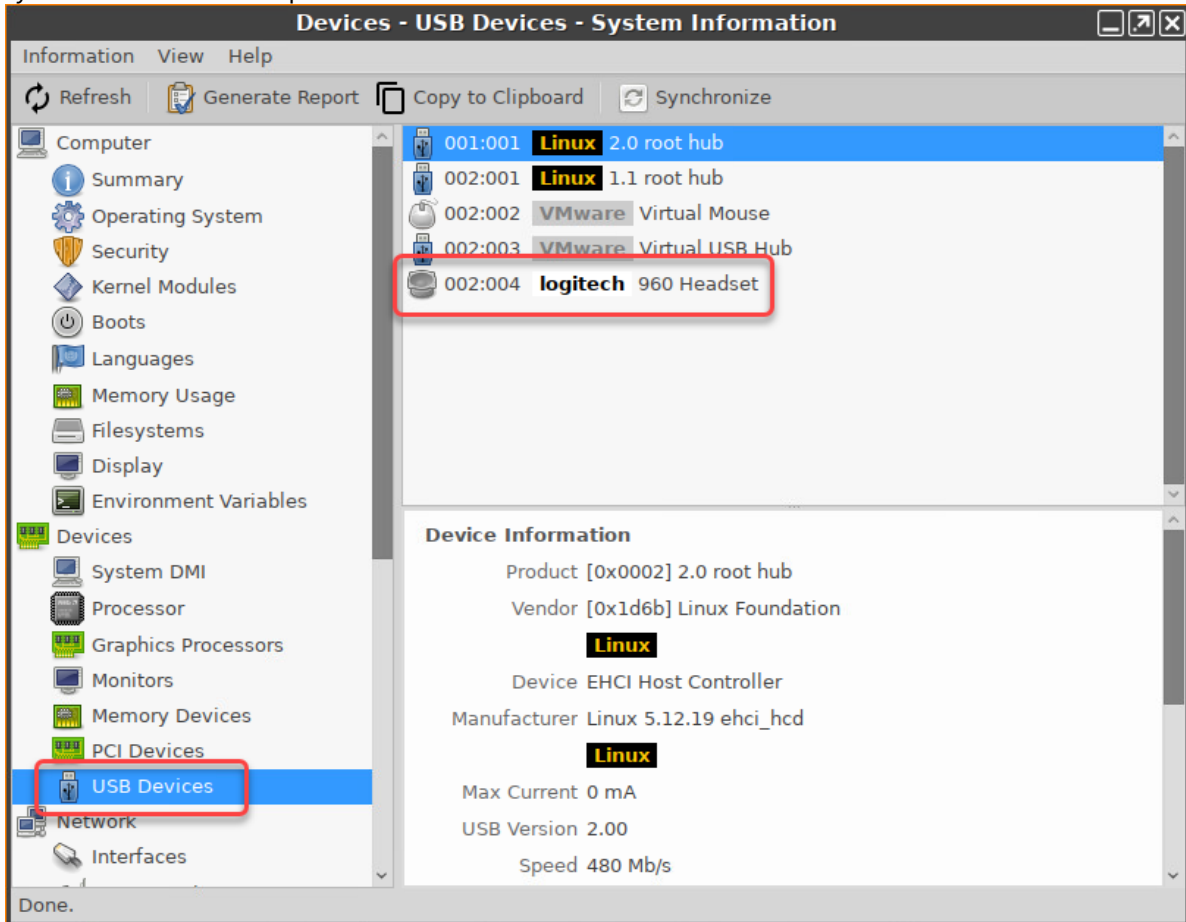 Devices - USB Devices - System Information
Information View Help
Refresh Generate Report Copy to Clipboard Synchronize
Computer
Summary
Operating System
Security
Kernel Modules
Boots
Languages
Memory Usage
Filesystems
Display
Environment Variables
Devices
System DMI
Processor
Graphics Processors
Monitors
Memory Devices
PCI Devices
USB Devices
Network
Interfaces
001:001 Linux 2.0 root hub
002:001 Linux 1.1 root hub
002:002 VMware Virtual Mouse
002:003 VMware Virtual USB Hub
002:004 logitech 960 Headset
Device Information
Product [0x0002] 2.0 root hub
Vendor [0x1d6b] Linux Foundation
Linux
Device EHCI Host Controller
Manufacturer Linux 5.12.19 ehci_hcd
Linux
Max Current 0 mA
USB Version 2.00
Speed 480 Mb/s
Done.